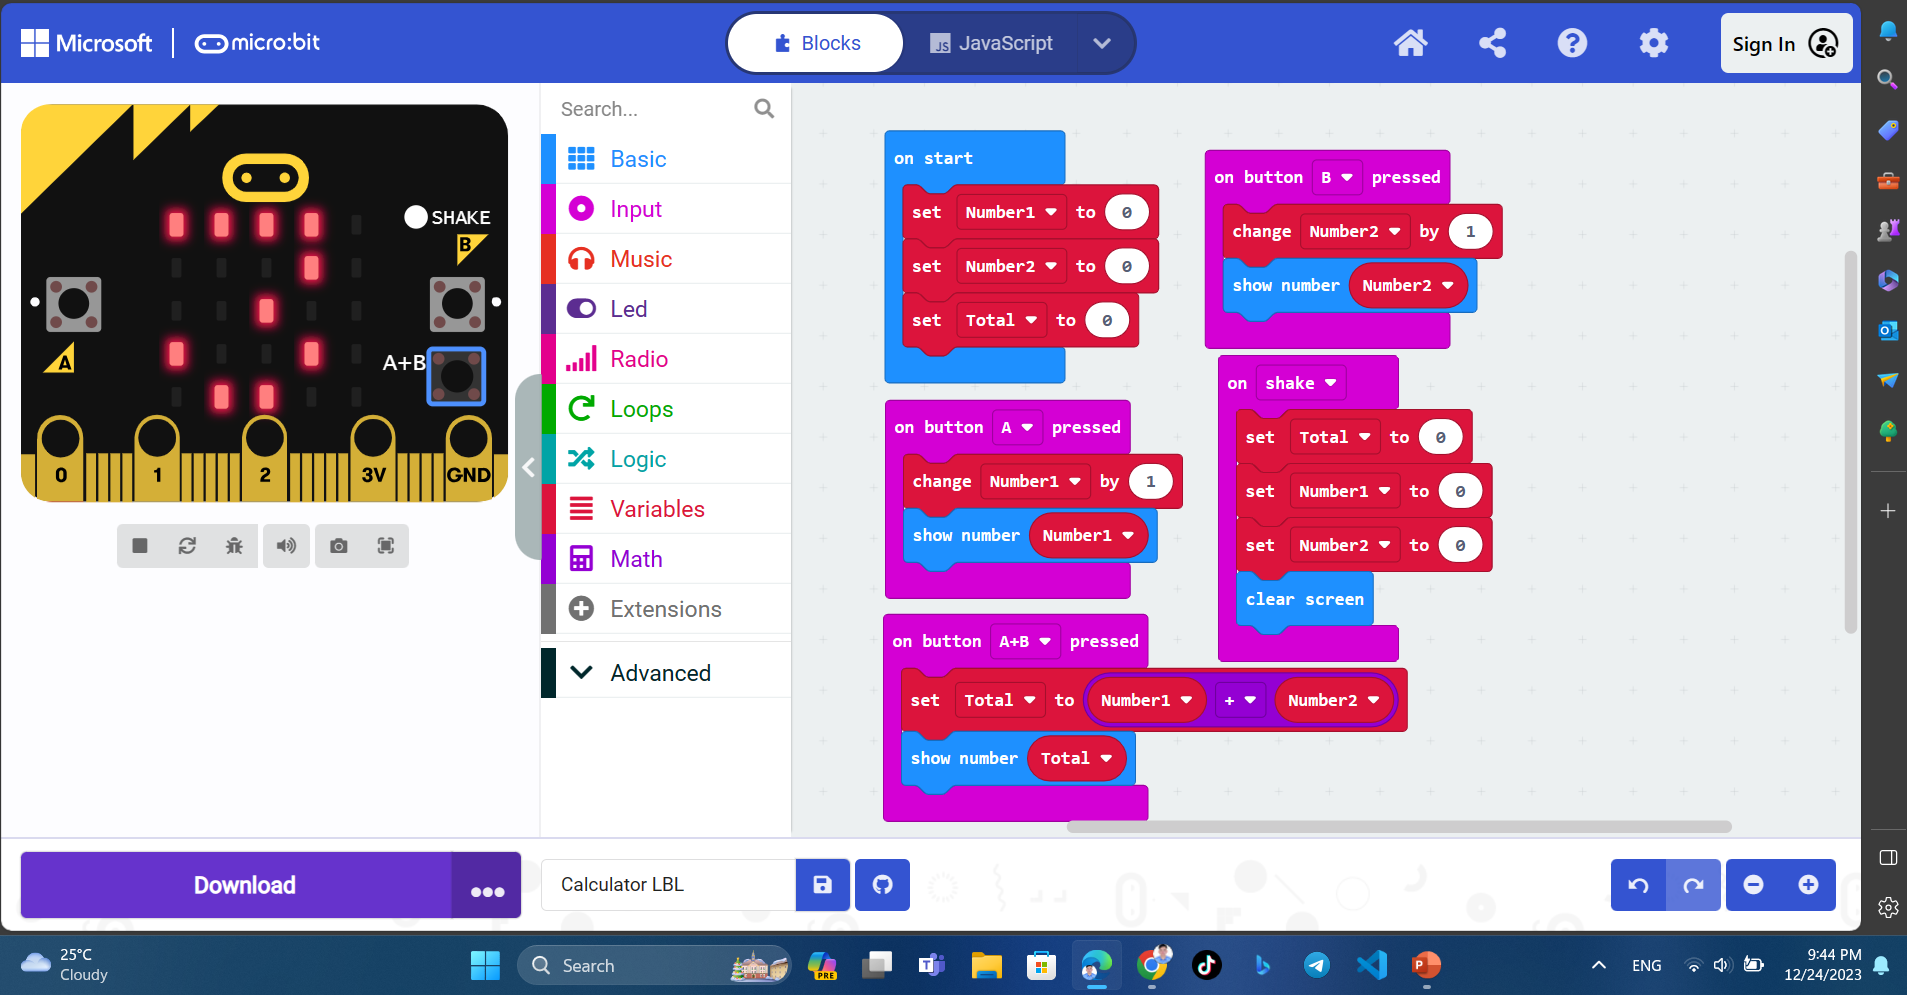 Microsoft
micro:bit
Blocks
JS JavaScript
Sign In
SHAKE
B
A
A+B
0 1 2 3V GND
Search...
Basic
Input
Music
Led
Radio
Loops
Logic
Variables
Math
Extensions
Advanced
on start
set Number1 to 0
set Number2 to 0
set Total to 0
on button A pressed
change Number1 by 1
show number Number1
on button A+B pressed
set Total to Number1 + Number2
show number Total
on button B pressed
change Number2 by 1
show number Number2
on shake
set Total to 0
set Number1 to 0
set Number2 to 0
clear screen
Download
Calculator LBL
25°C
Cloudy
Search
PRE
ENG
9:44 PM
12/24/2023